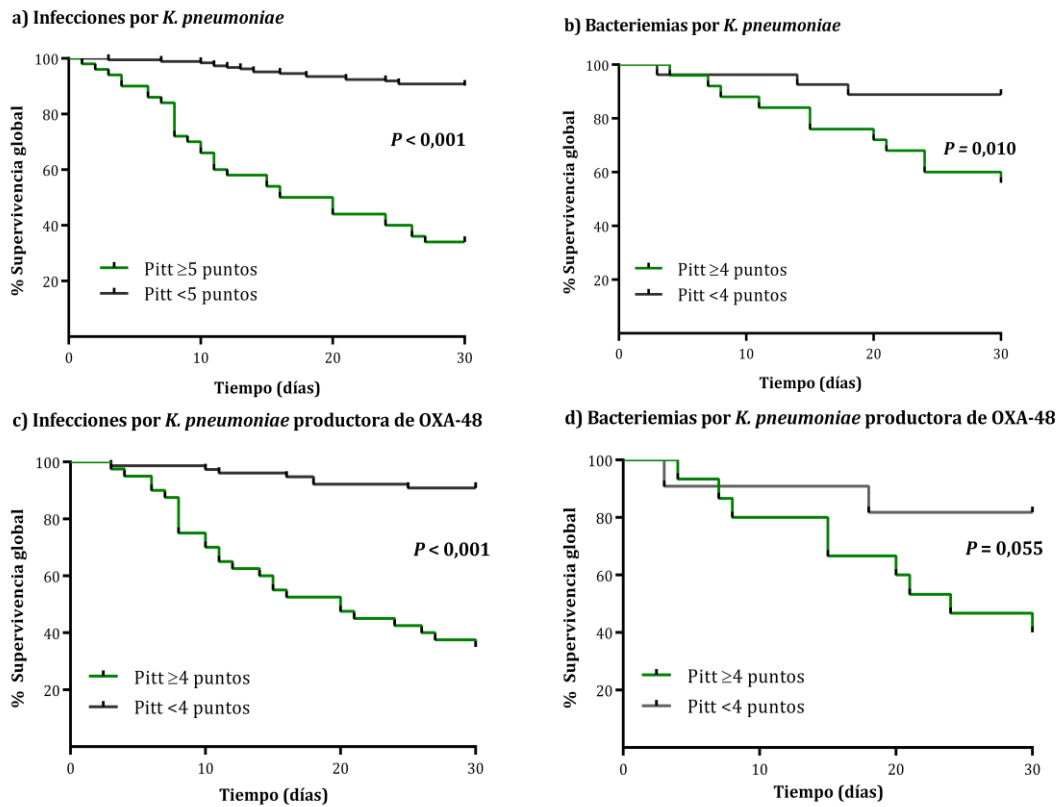 a) Infecciones por K. pneumoniae
% Supervivencia global
100
80
60
40
20
P < 0,001
Pitt ≥5 puntos
Pitt <5 puntos
0
10
20
30
Tiempo (días)
b) Bacteriemias por K. pneumoniae
% Supervivencia global
100
80
60
40
20
P = 0,010
Pitt ≥4 puntos
Pitt <4 puntos
0
10
20
30
Tiempo (días)
c) Infecciones por K. pneumoniae productora de OXA-48
% Supervivencia global
100
80
60
40
20
P < 0,001
Pitt ≥4 puntos
Pitt <4 puntos
0
10
20
30
Tiempo (días)
d) Bacteriemias por K. pneumoniae productora de OXA-48
% Supervivencia global
100
80
60
40
20
P = 0,055
Pitt ≥4 puntos
Pitt <4 puntos
0
10
20
30
Tiempo (días)